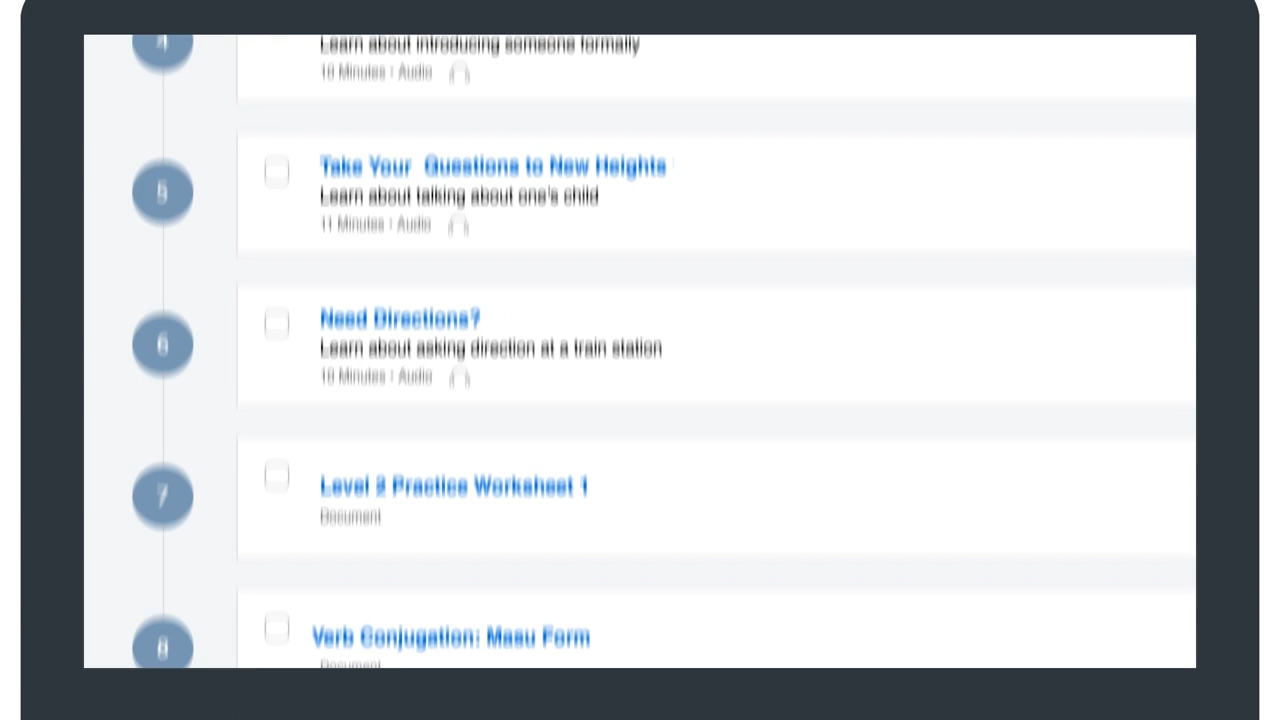 4
Learn about introducing someone formally
Minutes | Audio
5
Take Your Questions to New Heights
Learn about talking about one's child
11 Minutes | Audio
6
Need Directions?
Learn about asking direction at a train station
Minutes | Audio
7
Level 2 Practice Worksheet 1
Document
8
Verb Conjugation: Masu Form
Document